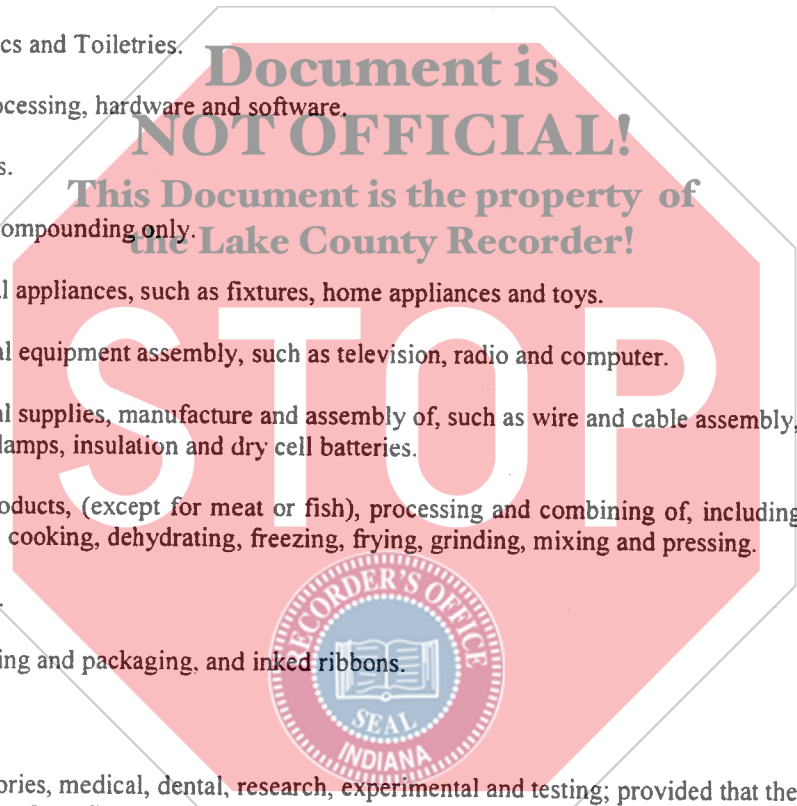 cs and Toiletries.
Document is
ocessing, hardware and software.
NOT OFFICIAL!
s.
This Document is the property of
ompounding only.
the Lake County Recorder!
l appliances, such as fixtures, home appliances and toys.
al equipment assembly, such as television, radio and computer.
STOP
al supplies, manufacture and assembly of, such as wire and cable assembly,
lamps, insulation and dry cell batteries.
oducts, (except for meat or fish), processing and combining of, including
cooking, dehydrating, freezing, frying, grinding, mixing and pressing.
RECORDER'S OFFICE
ing and packaging, and inked ribbons.
SEAL
INDIANA
ories, medical, dental, research, experimental and testing; provided that the